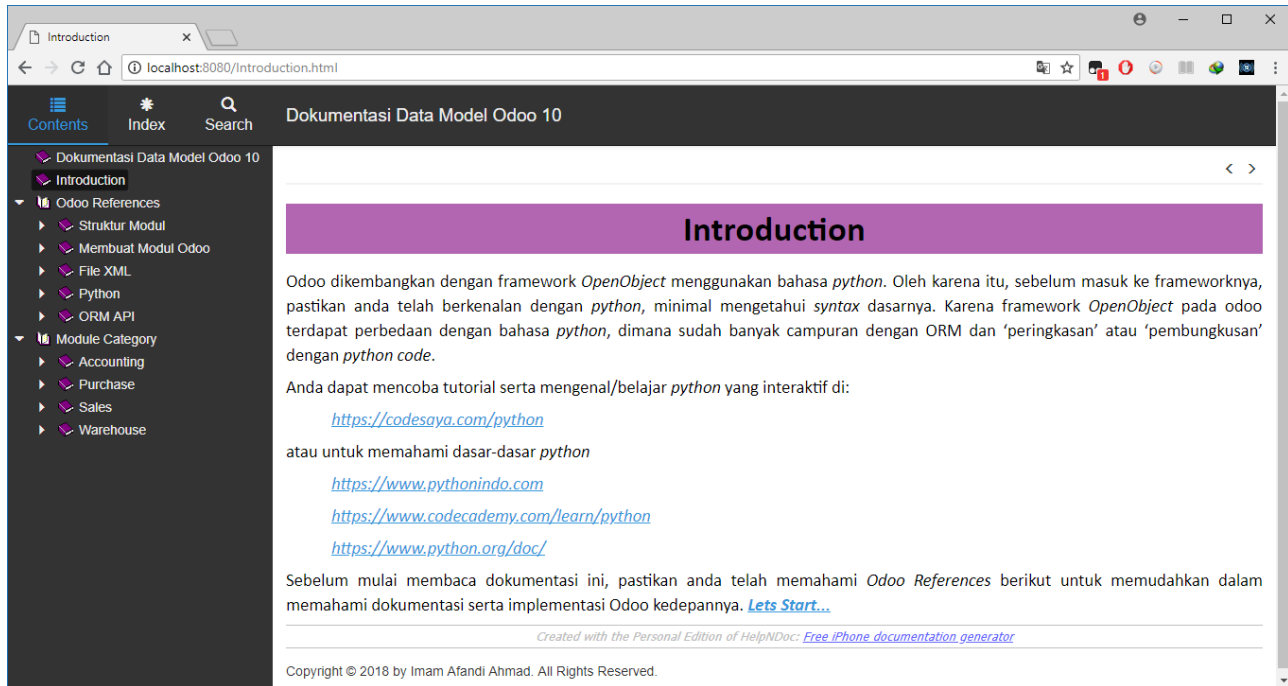 Introduction
localhost:8080/Introduction.html
1
Contents
Index
Search
Dokumentasi Data Model Odoo 10
Dokumentasi Data Model Odoo 10
Introduction
Odoo References
Struktur Modul
Membuat Modul Odoo
File XML
Python
ORM API
Module Category
Accounting
Purchase
Sales
Warehouse
Introduction
Odoo dikembangkan dengan framework OpenObject menggunakan bahasa python. Oleh karena itu, sebelum masuk ke frameworknya,
pastikan anda telah berkenalan dengan python, minimal mengetahui syntax dasarnya. Karena framework OpenObject pada odoo
terdapat perbedaan dengan bahasa python, dimana sudah banyak campuran dengan ORM dan ‘peringkasan’ atau ‘pembungkusan’
dengan python code.
Anda dapat mencoba tutorial serta mengenal/belajar python yang interaktif di:
https://codesaya.com/python
atau untuk memahami dasar-dasar python
https://www.pythonindo.com
https://www.codecademy.com/learn/python
https://www.python.org/doc/
Sebelum mulai membaca dokumentasi ini, pastikan anda telah memahami Odoo References berikut untuk memudahkan dalam
memahami dokumentasi serta implementasi Odoo kedepannya. Lets Start...
Created with the Personal Edition of HelpNDoc: Free iPhone documentation generator
Copyright © 2018 by Imam Afandi Ahmad. All Rights Reserved.